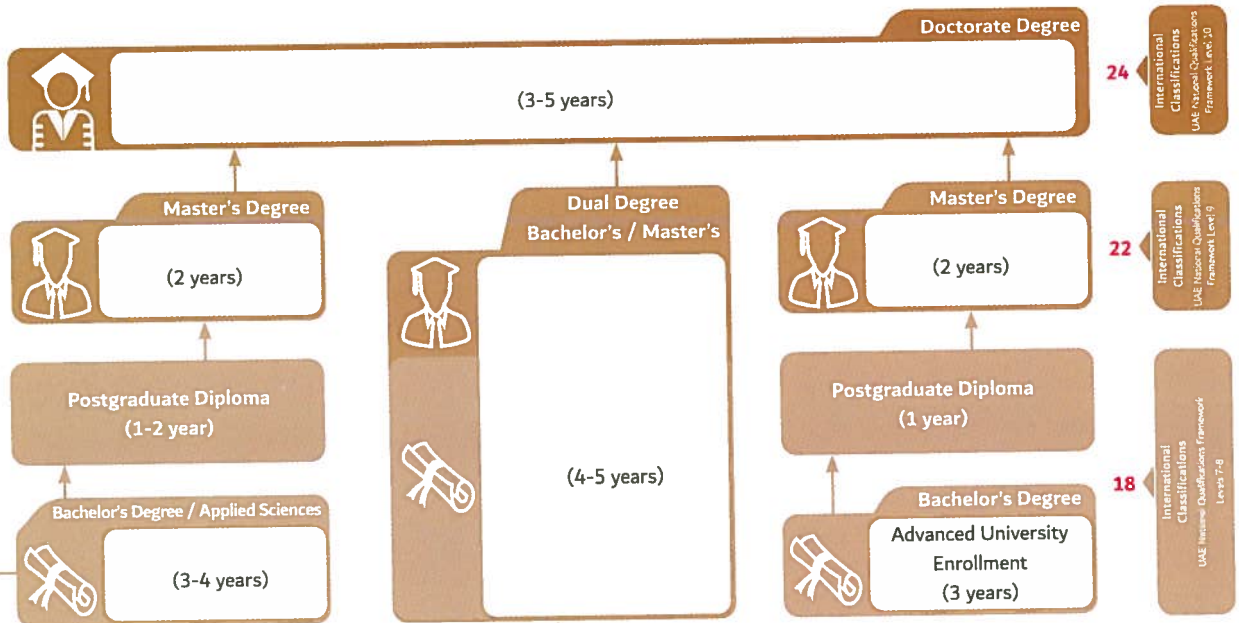 Doctorate Degree
(3-5 years)
24
International
Classifications
UAE National Qualifications
Framework Level 10
Master's Degree
(2 years)
Dual Degree
Bachelor's / Master's
(4-5 years)
Master's Degree
(2 years)
22
International
Classifications
UAE National Qualifications
Framework Level 9
Postgraduate Diploma
(1-2 year)
Postgraduate Diploma
(1 year)
18
International
Classifications
UAE National Qualifications Framework
Levels 7-8
Bachelor's Degree / Applied Sciences
(3-4 years)
Bachelor's Degree
Advanced University
Enrollment
(3 years)